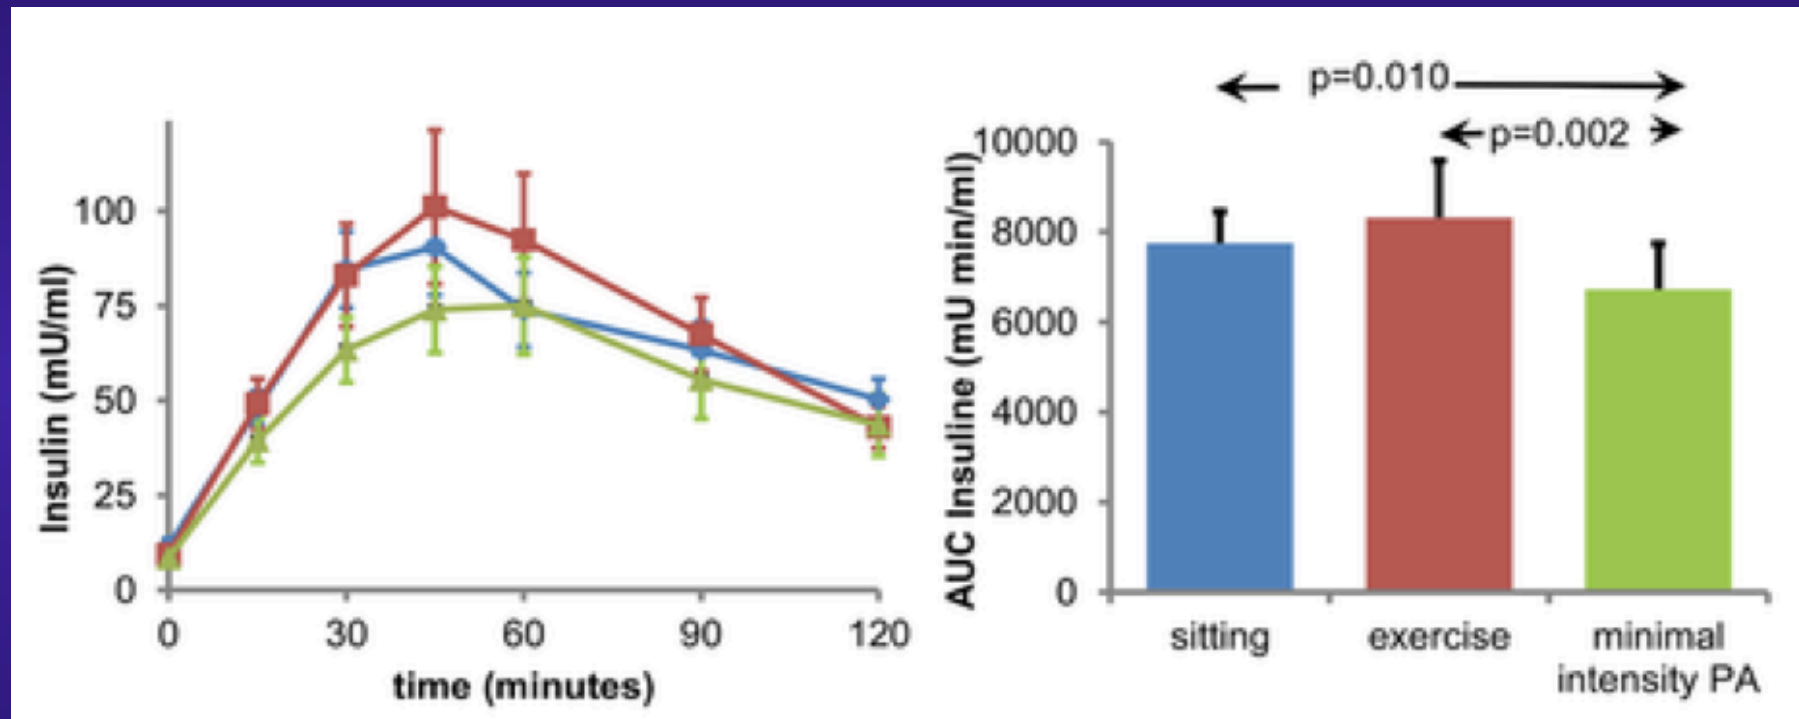 100
75
50
25
0
Insulin (mU/ml)
0 30 60 90 120
time (minutes)
p=0.010
p=0.002
10000
8000
6000
4000
2000
0
AUC Insuline (mU min/ml)
sitting exercise minimal
intensity PA